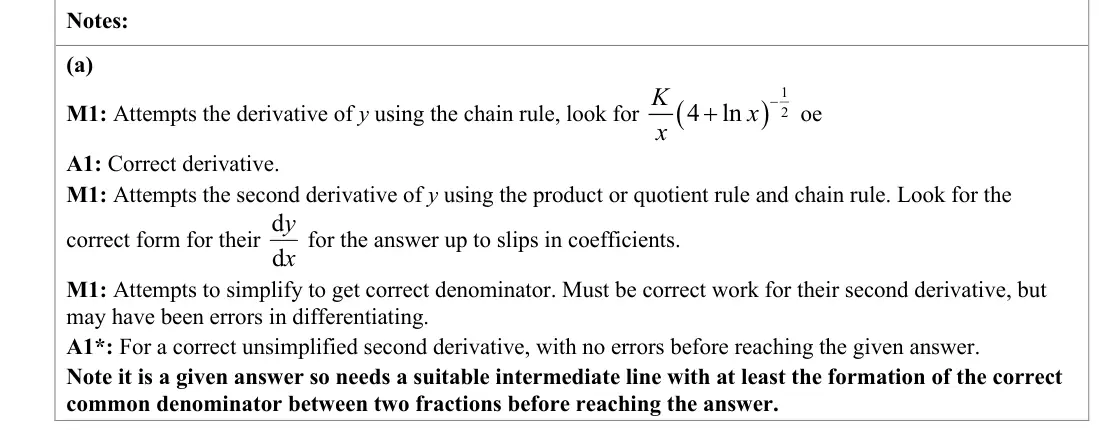 Notes:
(a)
M1: Attempts the derivative of y using the chain rule, look for K/x (4 + ln x)^(-1/2) oe
A1: Correct derivative.
M1: Attempts the second derivative of y using the product or quotient rule and chain rule. Look for the
correct form for their dy/dx for the answer up to slips in coefficients.
M1: Attempts to simplify to get correct denominator. Must be correct work for their second derivative, but
may have been errors in differentiating.
A1*: For a correct unsimplified second derivative, with no errors before reaching the given answer.
Note it is a given answer so needs a suitable intermediate line with at least the formation of the correct
common denominator between two fractions before reaching the answer.